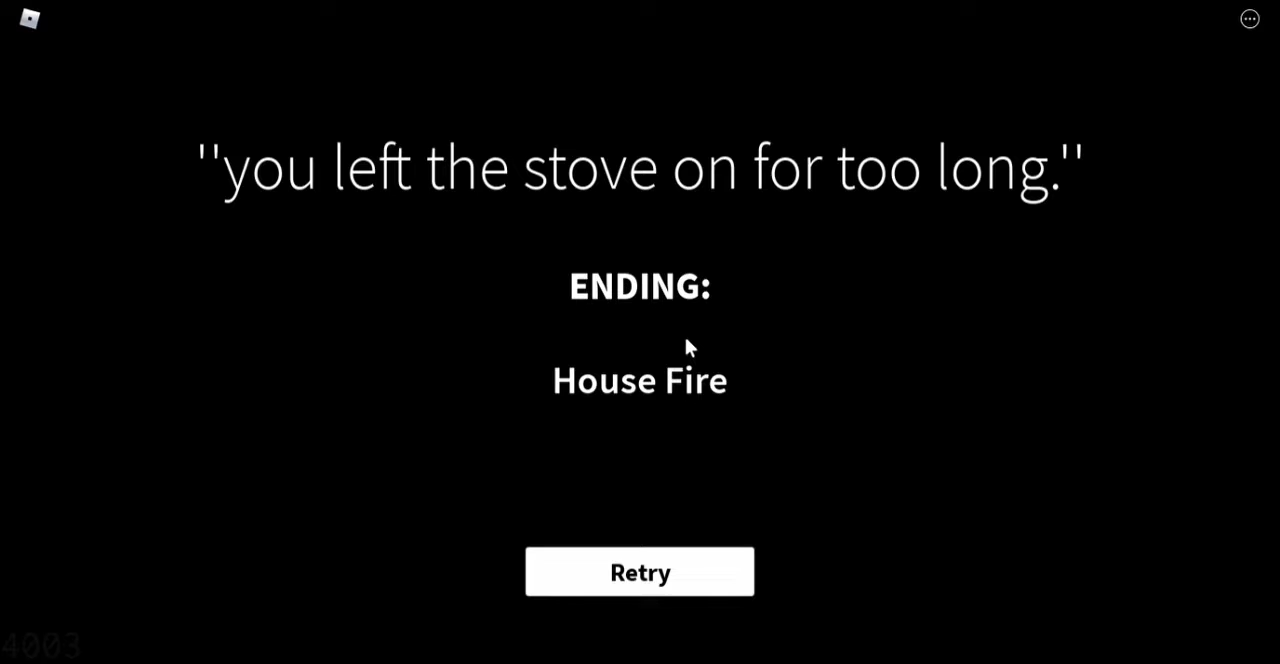 ''you left the stove on for too long.''
ENDING:
House Fire
Retry
4003